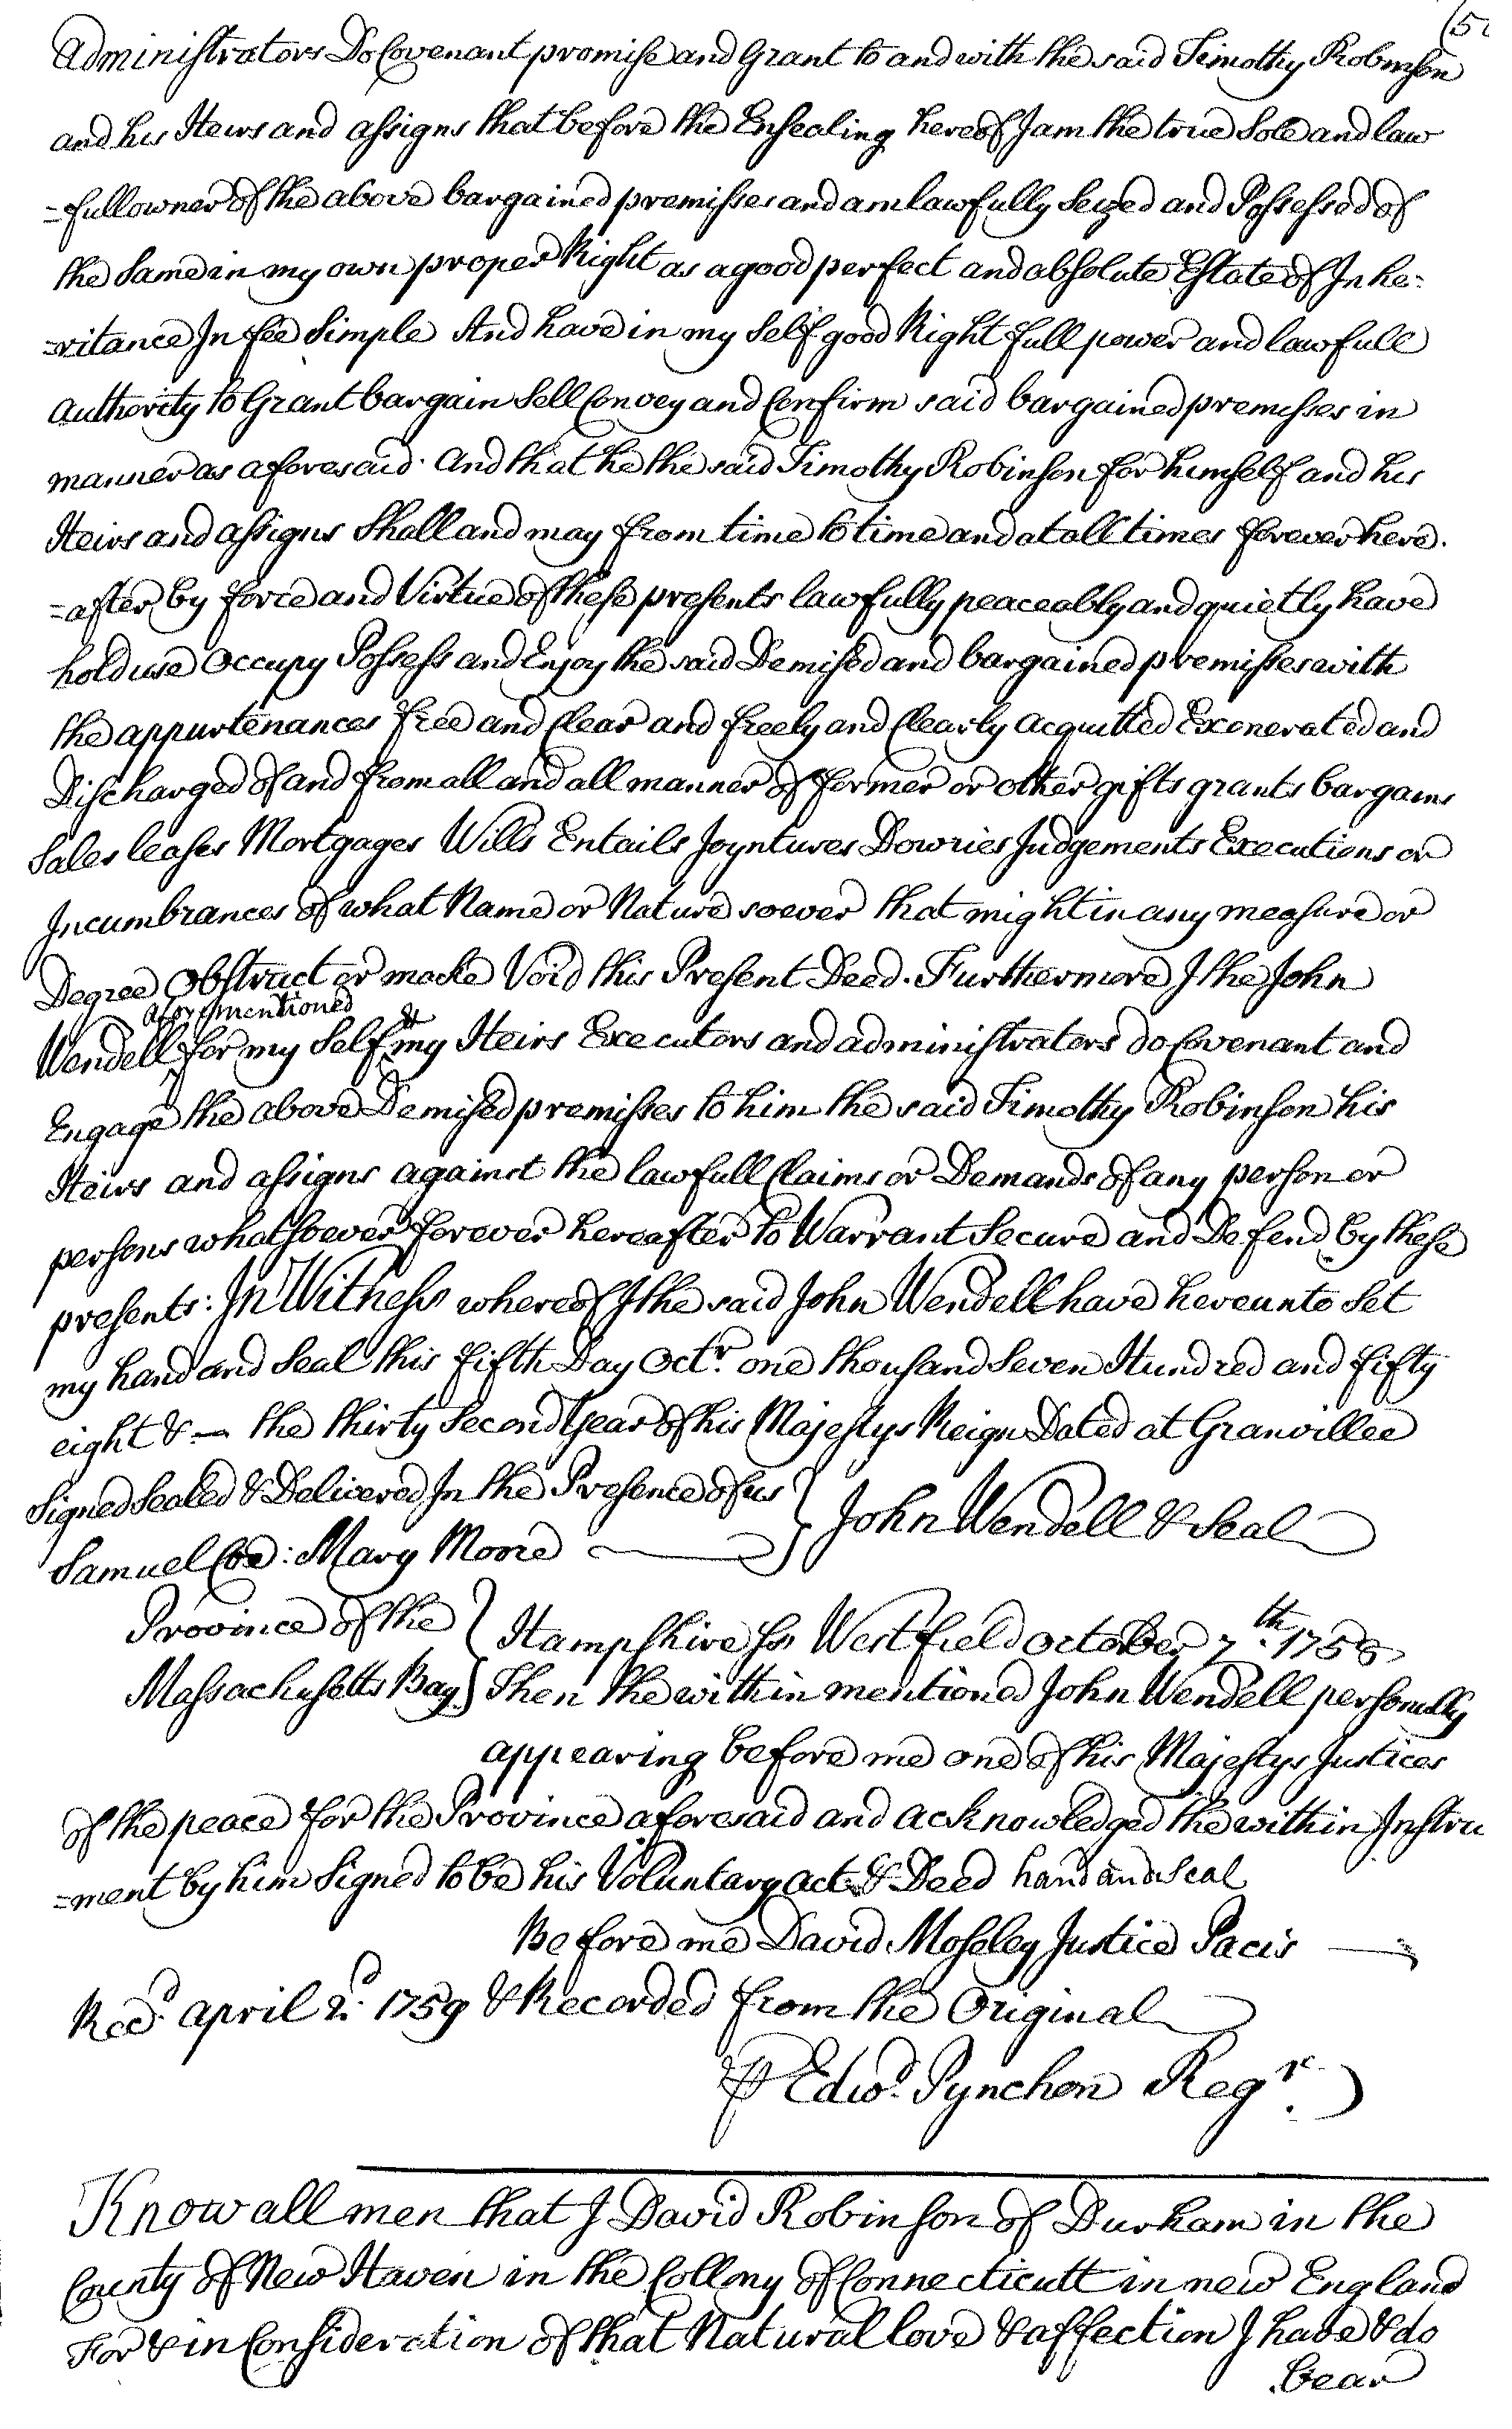 (5
Administrators Do Covenant promise and Grant to and with the said Timothy Robinson
and his Heirs and assigns that before the Ensealing hereof I am the true Sole and law
=full owner of the above bargained premisses and am lawfully Seized and Possessed of
the Same in my own proper Right as a good perfect and absolute Estate of Inhe=
=ritance In fee Simple And have in my Self good Right full power and lawfull
authority to Grant bargain Sell Convey and Confirm said bargained premisses in
manner as aforesaid. And that he the said Timothy Robinson for himself and his
Heirs and assigns Shall and may from time to time and at all times forever here.
=after by force and Virtue of these presents lawfully peaceably and quietly have
hold use Occupy Possess and Enjoy the said Demised and bargained premisses with
the appurtenances free and Clear and freely and Clearly acquitted Exonerated and
Discharged of and from all and all manner of former or other gifts grants bargains
Sales leases Mortgages Wills Entails Joyntures Dowries Judgements Executions or
Incumbrances of what Name or Nature soever that might in any measure or
Degree Obstruct or make Void this Present Deed. Furthermore I the John
aforementioned &
Wendell for my Self my Heirs Executors and administrators do Covenant and
Engage the above Demised premisses to him the said Timothy Robinson his
Heirs and assigns against the lawfull Claims or Demands of any person or
persons whatsoever forever hereafter to Warrant Secure and Defend by these
presents: In Witness whereof I the said John Wendell have hereunto Set
my hand and Seal this fifth Day Octr. one thousand Seven Hundred and fifty
eight & — the thirty Second Year of his Majestys Reign Dated at Granvillee
Signed Sealed & Delivered In the Presence of us } John Wendell & Seal
Samuel Coe: Mary Moore
Province of the } Hampshire Ss Westfield October 7th. 1758
Massachusetts Bay } Then the within mentioned John Wendell personally
appearing before me one of his Majestys Justices
of the peace for the Province aforesaid and acknowledged the within Instru
=ment by him Signed to be his Voluntary act & Deed hand and Seal
Before me David Moseley Justice Pacis
Recd. april 2d. 1759 & Recorded from the Original
⅌ Edwd. Pynchon Regr.
Know all men that I David Robinson of Durham in the
County of New Haven in the Collony of Connecticutt in new England
For & in Consideration of that Natural love & affection I have & do
bear